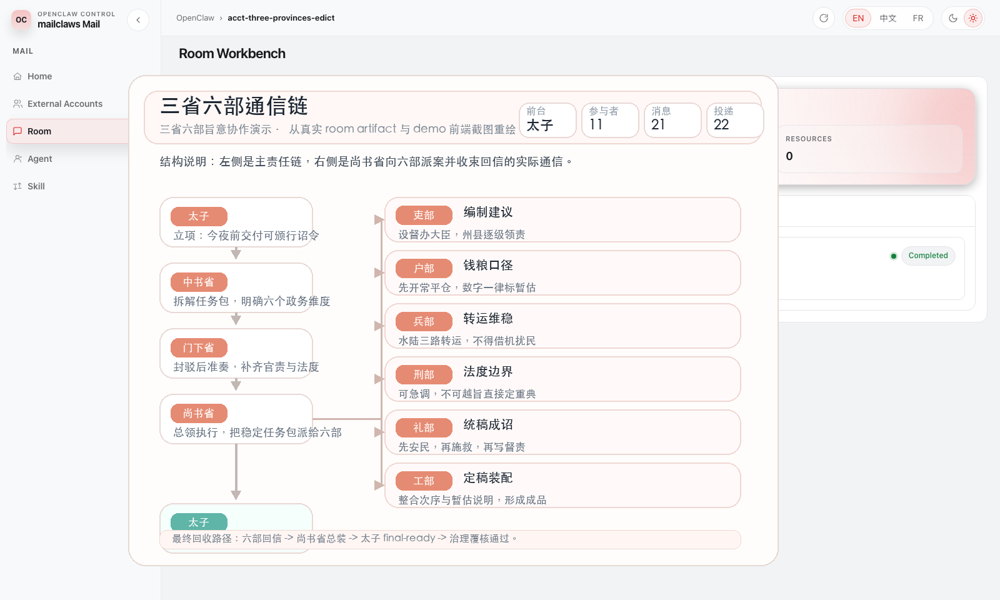 OC
OPENCLAW CONTROL
mailclaws Mail
OpenClaw › acct-three-provinces-edict
EN 中文 FR
MAIL
Home
External Accounts
Room
Agent
Skill
Room Workbench
三省六部通信链
三省六部旨意协作演示 · 从真实 room artifact 与 demo 前端截图重绘
前台
太子
参与者
11
消息
21
投递
22
结构说明：左侧是主责任链，右侧是尚书省向六部派案并收束回信的实际通信。
太子
立项：今夜前交付可颁行诏令
中书省
拆解任务包，明确六个政务维度
门下省
封驳后准奏，补齐官责与法度
尚书省
总领执行，把稳定任务包派给六部
太子
吏部 编制建议
设督办大臣，州县逐级领责
户部 钱粮口径
先开常平仓，数字一律标暂估
兵部 转运维稳
水陆三路转运，不得借机扰民
刑部 法度边界
可急调，不可越旨直接定重典
礼部 统稿成诏
先安民，再施救，再写督责
工部 定稿装配
整合次序与暂估说明，形成成品
最终回收路径：六部回信 -> 尚书省总装 -> 太子 final-ready -> 治理覆核通过。
RESOURCES
0
Completed